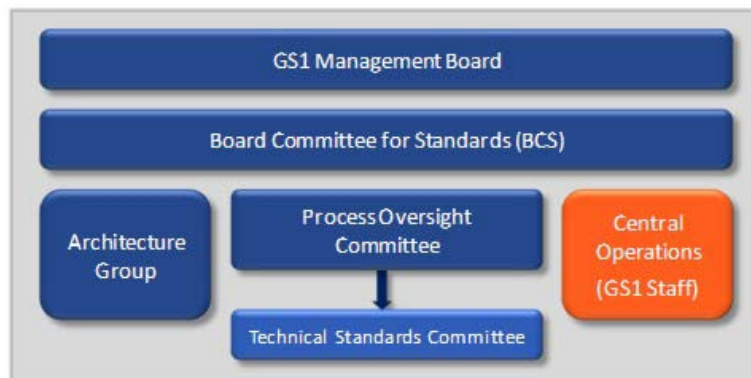 GS1 Management Board
Board Committee for Standards (BCS)
Architecture
Group
Process Oversight
Committee
Central
Operations
(GS1 Staff)
Technical Standards Committee